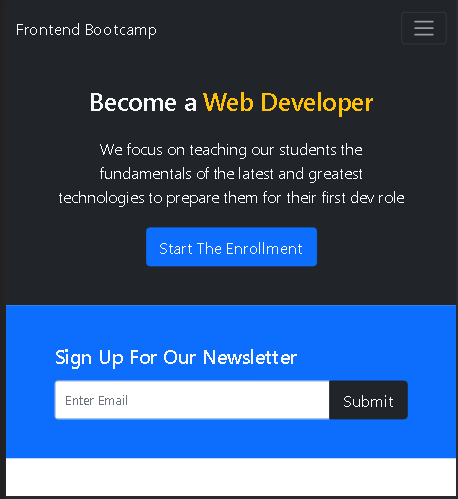 Frontend Bootcamp
Become a Web Developer
We focus on teaching our students the
fundamentals of the latest and greatest
technologies to prepare them for their first dev role
Start The Enrollment
Sign Up For Our Newsletter
Enter Email
Submit